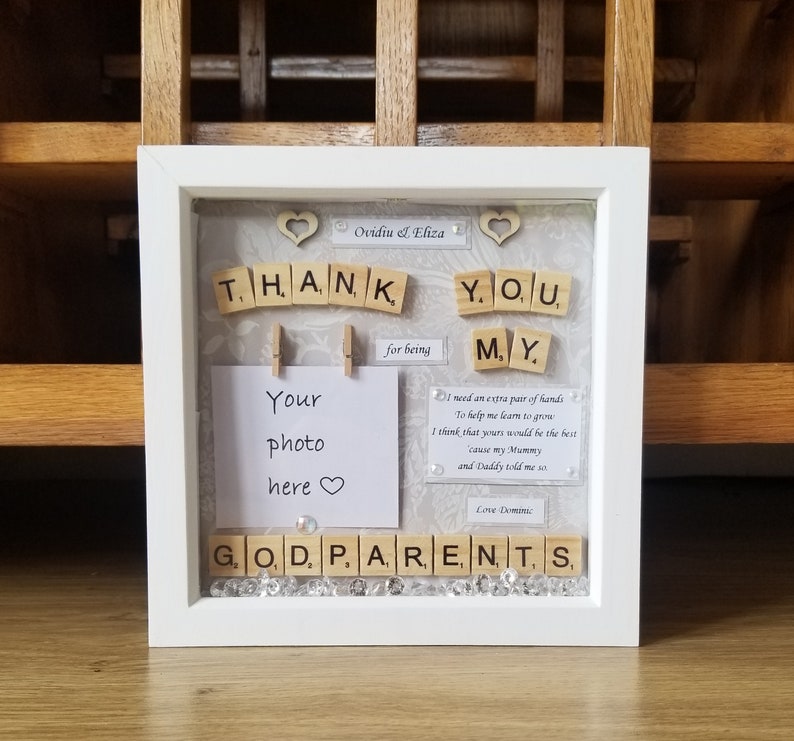 Ovidiu & Eliza
THANK YOU
for being
MY
Your
photo
here ♡
I need an extra pair of hands
To help me learn to grow
I think that yours would be the best
'cause my Mummy
and Daddy told me so.
Love Dominic
GODPARENTS